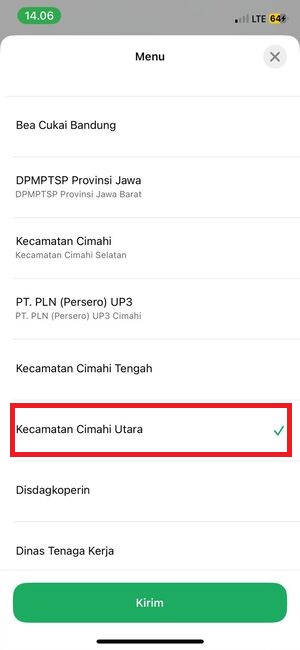 14.06
LTE 64
Menu
Bea Cukai Bandung
DPMPTSP Provinsi Jawa
DPMPTSP Provinsi Jawa Barat
Kecamatan Cimahi
Kecamatan Cimahi Selatan
PT. PLN (Persero) UP3
PT. PLN (Persero) UP3 Cimahi
Kecamatan Cimahi Tengah
Kecamatan Cimahi Utara
Disdagkoperin
Dinas Tenaga Kerja
Kirim